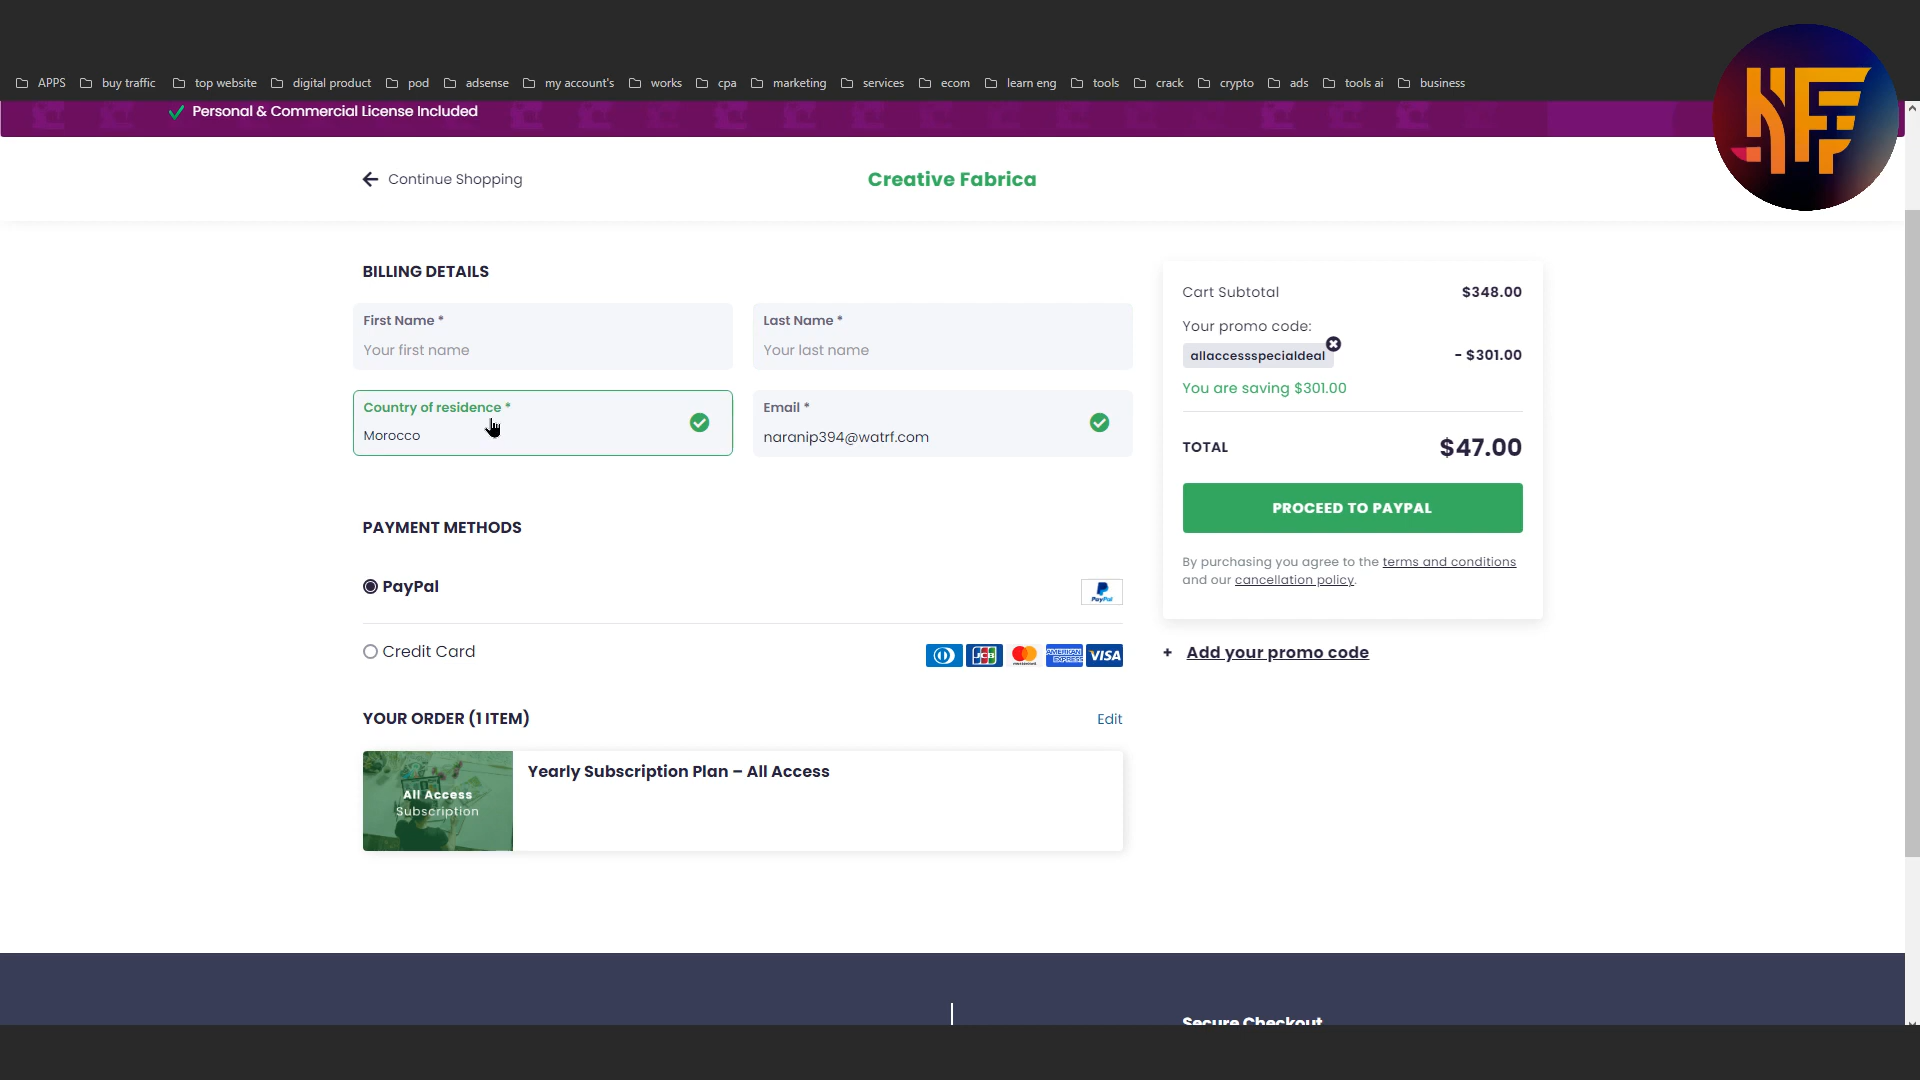 APPS buy traffic top website digital product pod adsense my account's works cpa marketing services ecom learn eng tools crack crypto ads tools ai business
Personal & Commercial License Included
Continue Shopping
Creative Fabrica
BILLING DETAILS
First Name *
Your first name
Last Name *
Your last name
Country of residence *
Morocco
Email *
naranip394@watrf.com
PAYMENT METHODS
PayPal
PayPal
Credit Card
JCB
mastercard
AMERICAN EXPRESS
VISA
YOUR ORDER (1 ITEM)
Edit
All Access
Subscription
Yearly Subscription Plan – All Access
Cart Subtotal $348.00
Your promo code:
allaccessspecialdeal - $301.00
You are saving $301.00
TOTAL $47.00
PROCEED TO PAYPAL
By purchasing you agree to the terms and conditions
and our cancellation policy.
+ Add your promo code
Secure Checkout